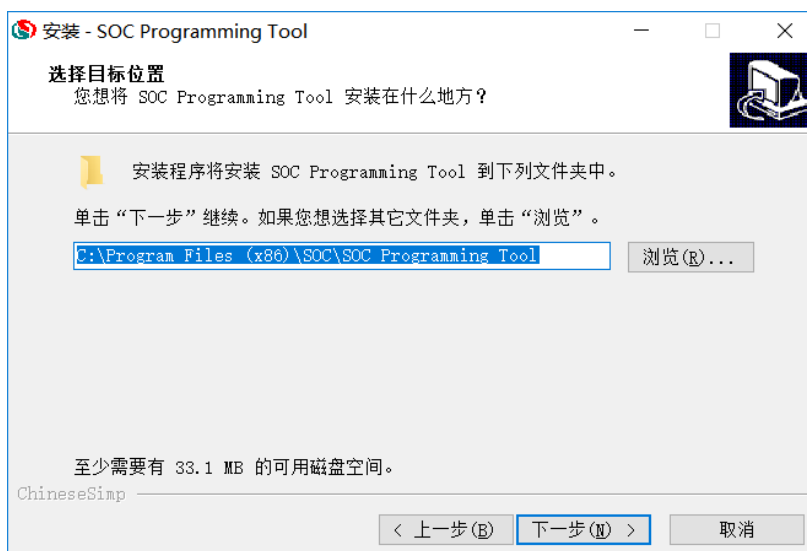 安装 - SOC Programming Tool
选择目标位置
您想将 SOC Programming Tool 安装在什么地方？
安装程序将安装 SOC Programming Tool 到下列文件夹中。
单击“下一步”继续。如果您想选择其它文件夹，单击“浏览”。
C:\Program Files (x86)\SOC\SOC Programming Tool
浏览(R)...
至少需要有 33.1 MB 的可用磁盘空间。
ChineseSimp
< 上一步(B)
下一步(N) >
取消